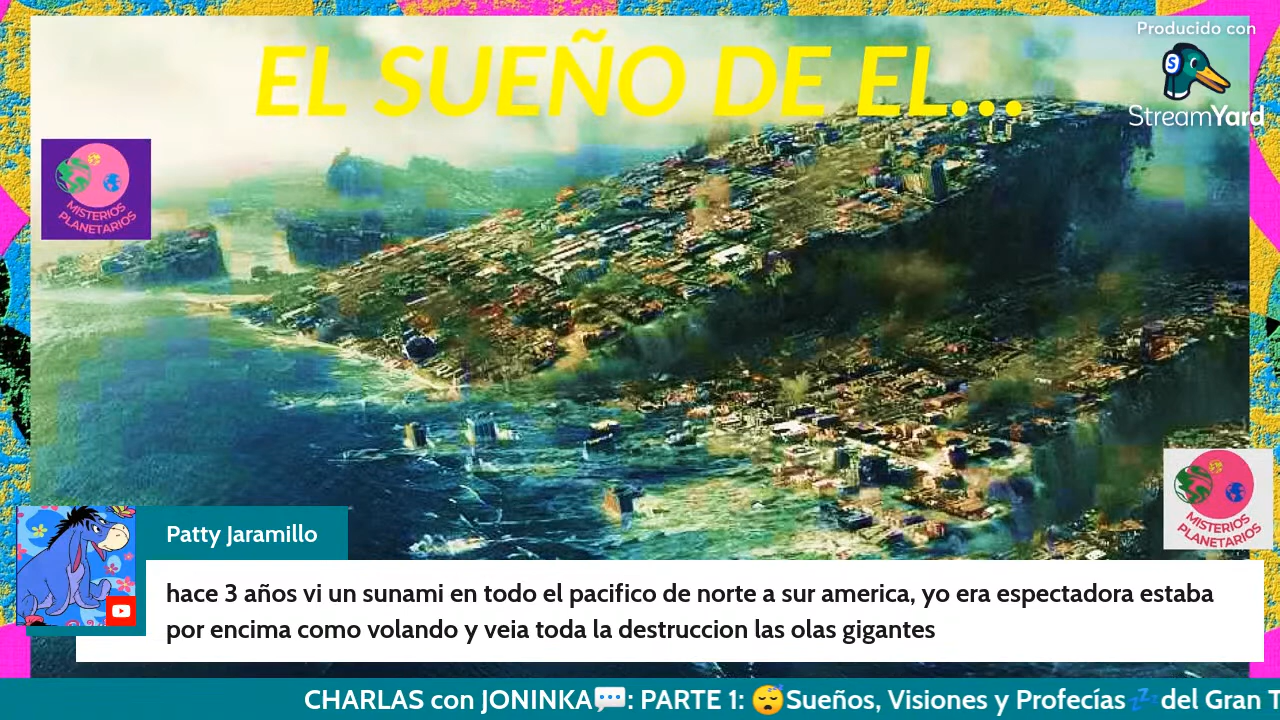 Producido con
EL SUEÑO DE EL...
StreamYard
MISTERIOS
PLANETARIOS
MISTERIOS
PLANETARIOS
Patty Jaramillo
hace 3 años vi un sunami en todo el pacifico de norte a sur america, yo era espectadora estaba
por encima como volando y veia toda la destruccion las olas gigantes
CHARLAS con JONINKA💬: PARTE 1: 😴Sueños, Visiones y Profecías💤del Gran T